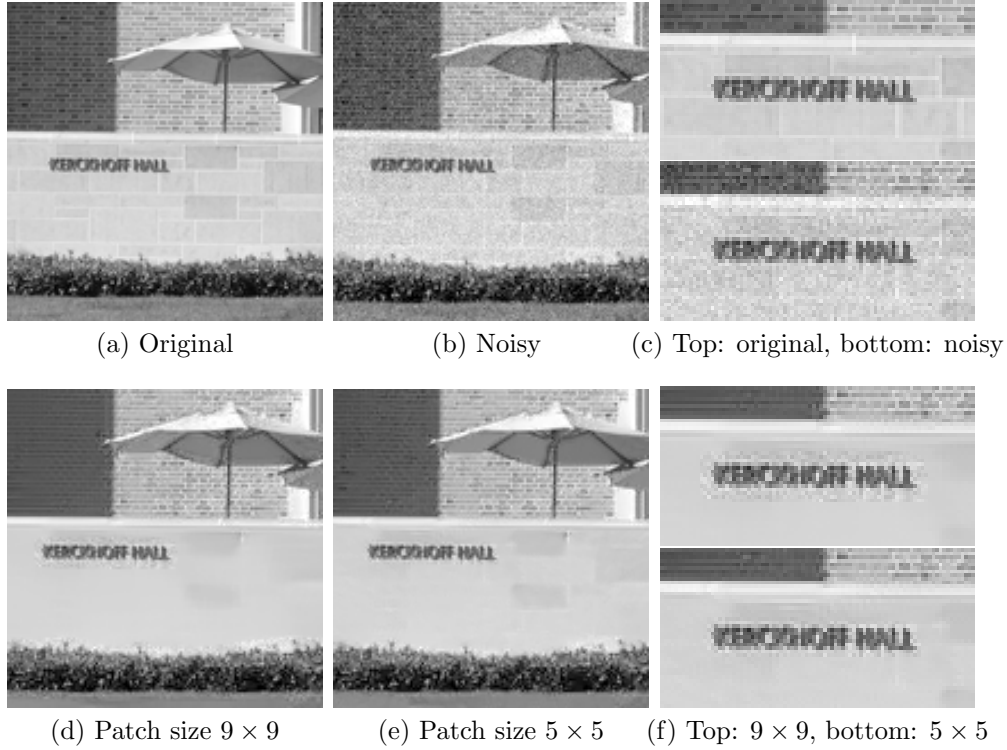 KERCKHOFF HALL
KERCKHOFF HALL
KERCKHOFF HALL
KERCKHOFF HALL
(a) Original
(b) Noisy
(c) Top: original, bottom: noisy
KERCKHOFF HALL
KERCKHOFF HALL
KERCKHOFF HALL
KERCKHOFF HALL
(d) Patch size 9 × 9
(e) Patch size 5 × 5
(f) Top: 9 × 9, bottom: 5 × 5